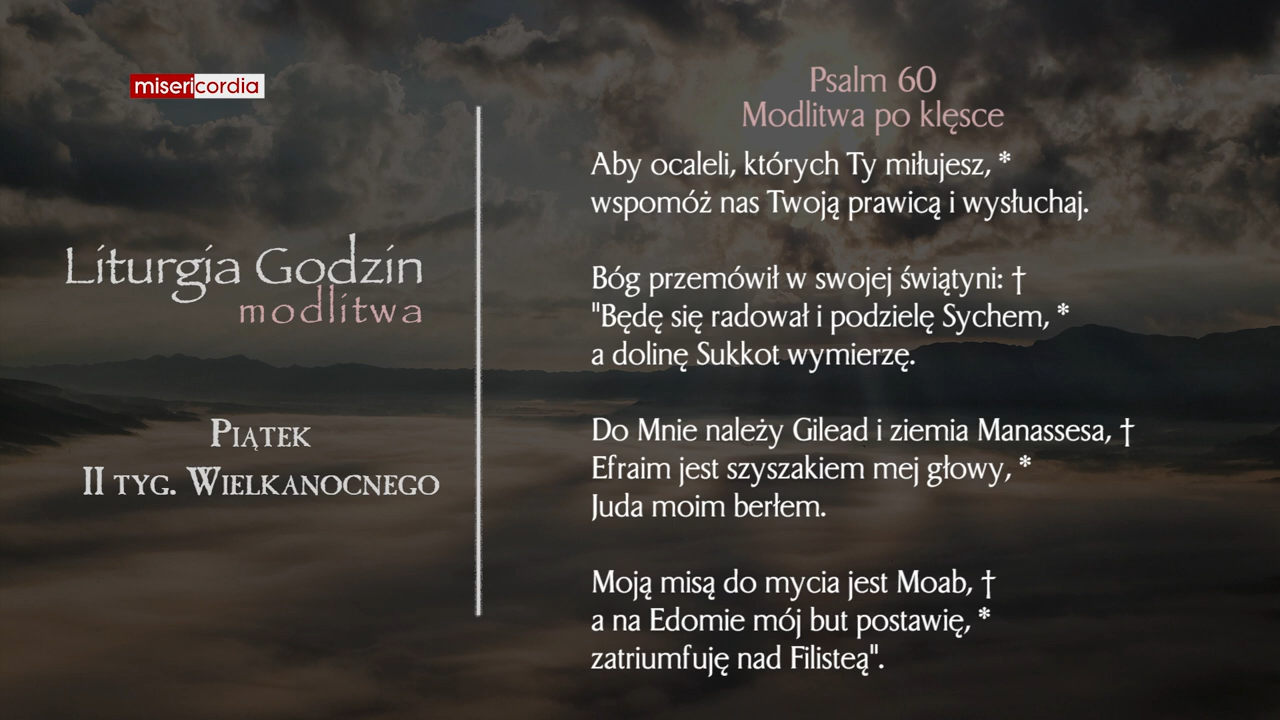 misericordia
Liturgia Godzin
modlitwa
Piątek
II tyg. Wielkanocnego
Psalm 60
Modlitwa po klęsce
Aby ocaleli, których Ty miłujesz, *
wspomóż nas Twoją prawicą i wysłuchaj.
Bóg przemówił w swojej świątyni: †
"Będę się radował i podzielę Sychem, *
a dolinę Sukkot wymierzę.
Do Mnie należy Gilead i ziemia Manassesa, †
Efraim jest szyszakiem mej głowy, *
Juda moim berłem.
Moją misą do mycia jest Moab, †
a na Edomie mój but postawię, *
zatriumfuję nad Filisteą".